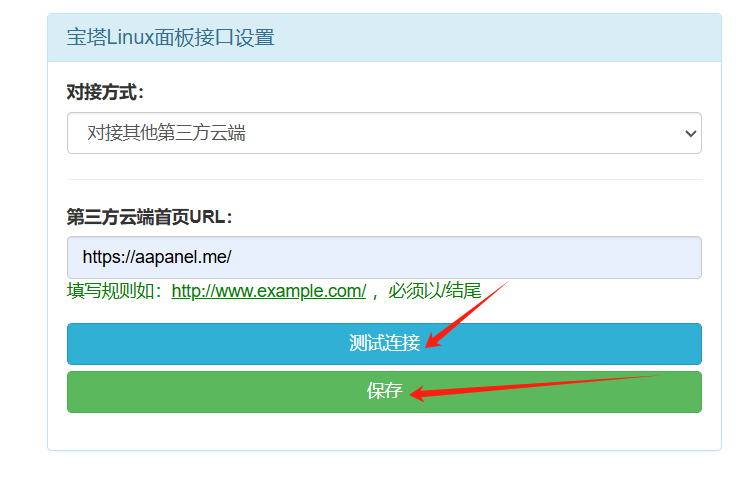 宝塔Linux面板接口设置
对接方式：
对接其他第三方云端
第三方云端首页URL：
https://aapanel.me/
填写规则如：http://www.example.com/ ，必须以/结尾
测试连接
保存